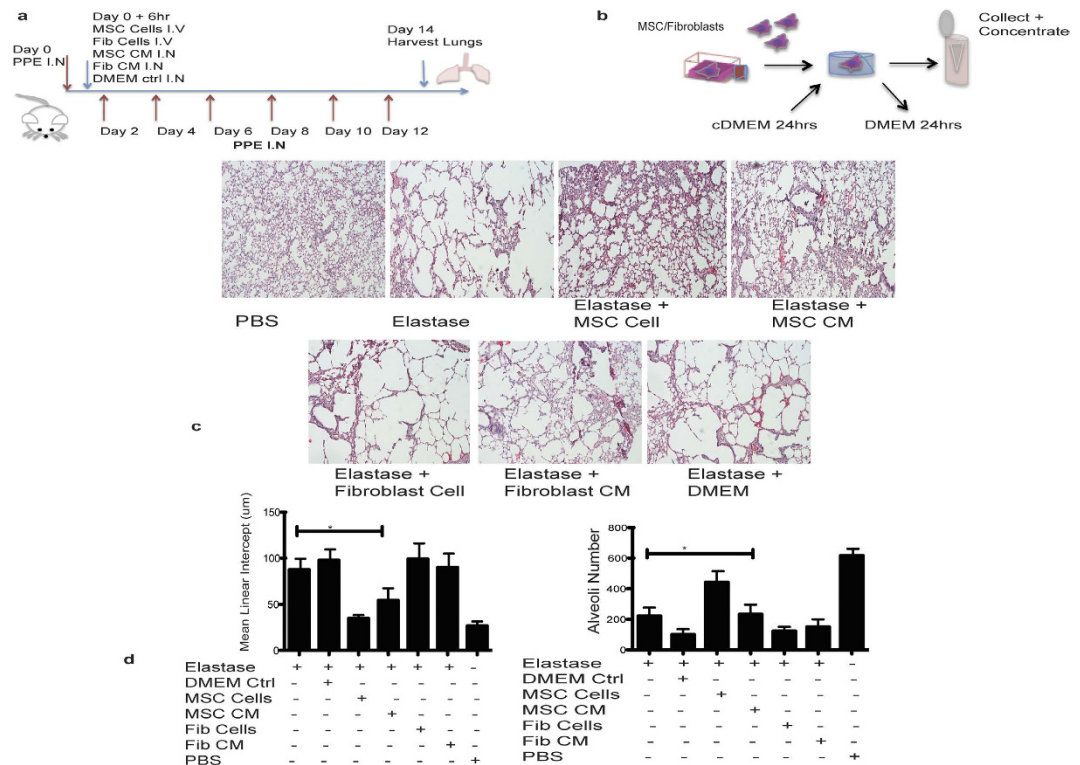 a
Day 0
PPE I.N
Day 0 + 6hr
MSC Cells I.V
Fib Cells I.V
MSC CM I.N
Fib CM I.N
DMEM ctrl I.N
Day 14
Harvest Lungs
Day 2
Day 4
Day 6
Day 8
Day 10
Day 12
PPE I.N
b
MSC/Fibroblasts
Collect +
Concentrate
cDMEM 24hrs
DMEM 24hrs
PBS
Elastase
Elastase +
MSC Cell
Elastase +
MSC CM
c
Elastase +
Fibroblast Cell
Elastase +
Fibroblast CM
Elastase +
DMEM
d
Mean Linear Intercept (um)
150
100
50
0
*
Elastase + + + + + + -
DMEM Ctrl - + - - - - -
MSC Cells - - + - - - -
MSC CM - - - + - - -
Fib Cells - - - - + - -
Fib CM - - - - - + -
PBS - - - - - - +
Alveoli Number
800
600
400
200
0
*
Elastase + + + + + + -
DMEM Ctrl - + - - - - -
MSC Cells - - + - - - -
MSC CM - - - + - - -
Fib Cells - - - - + - -
Fib CM - - - - - + -
PBS - - - - - - +